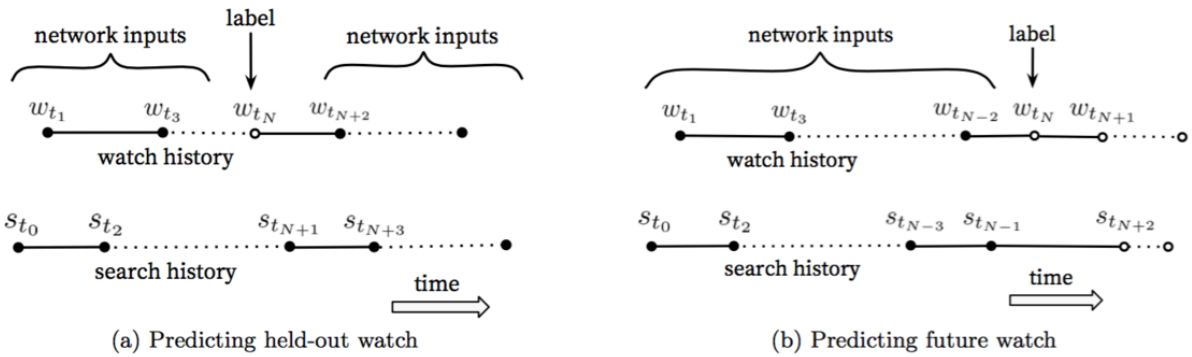 label
network inputs network inputs
w_{t_1} w_{t_3} w_{t_N} w_{t_{N+2}}
watch history
s_{t_0} s_{t_2} s_{t_{N+1}} s_{t_{N+3}}
search history
time
(a) Predicting held-out watch
network inputs label
w_{t_1} w_{t_3} w_{t_{N-2}} w_{t_N} w_{t_{N+1}}
watch history
s_{t_0} s_{t_2} s_{t_{N-3}} s_{t_{N-1}} s_{t_{N+2}}
search history
time
(b) Predicting future watch